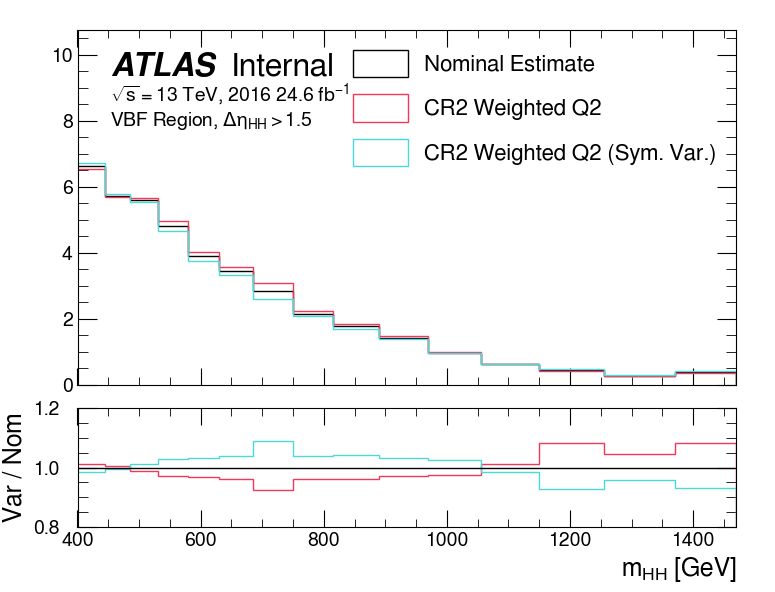 ATLAS Internal
√s = 13 TeV, 2016 24.6 fb⁻¹
VBF Region, Δη_HH > 1.5
Nominal Estimate
CR2 Weighted Q2
CR2 Weighted Q2 (Sym. Var.)
10
8
6
4
2
0
Var / Nom
1.2
1.0
0.8
400 600 800 1000 1200 1400
m_HH [GeV]